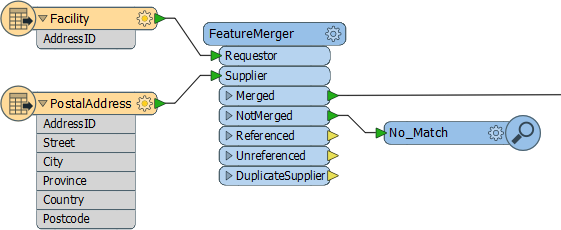 Facility
AddressID
PostalAddress
AddressID
Street
City
Province
Country
Postcode
FeatureMerger
Requestor
Supplier
Merged
NotMerged
Referenced
Unreferenced
DuplicateSupplier
No_Match